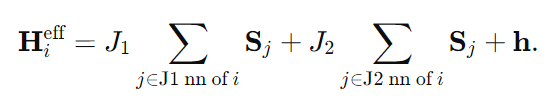 H_i^eff = J_1 ∑_{j∈J1 nn of i} S_j + J_2 ∑_{j∈J2 nn of i} S_j + h.